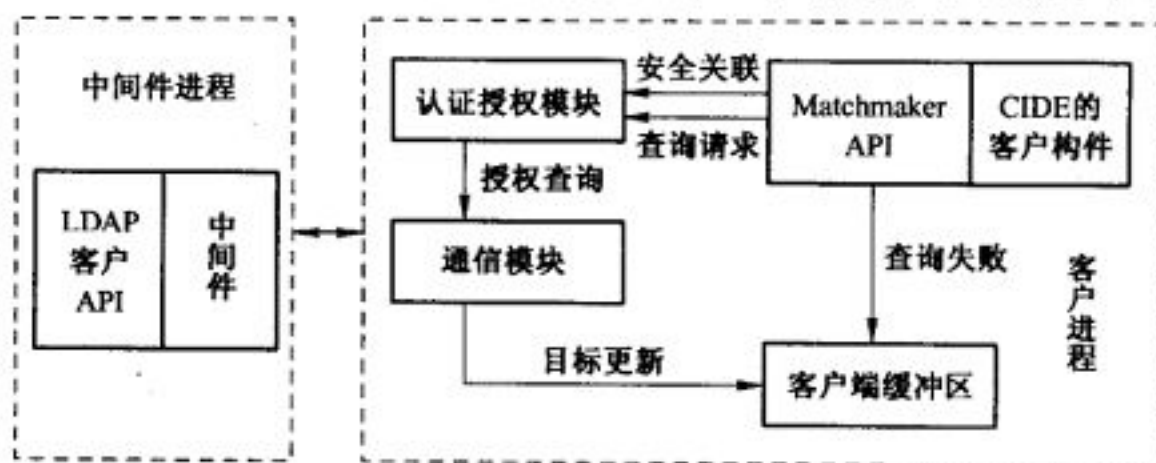 中间件进程
LDAP
客户
API
中间件
认证授权模块
安全关联
查询请求
Matchmaker
API
CIDE的
客户构件
授权查询
通信模块
查询失败
客户进程
目标更新
客户端缓冲区